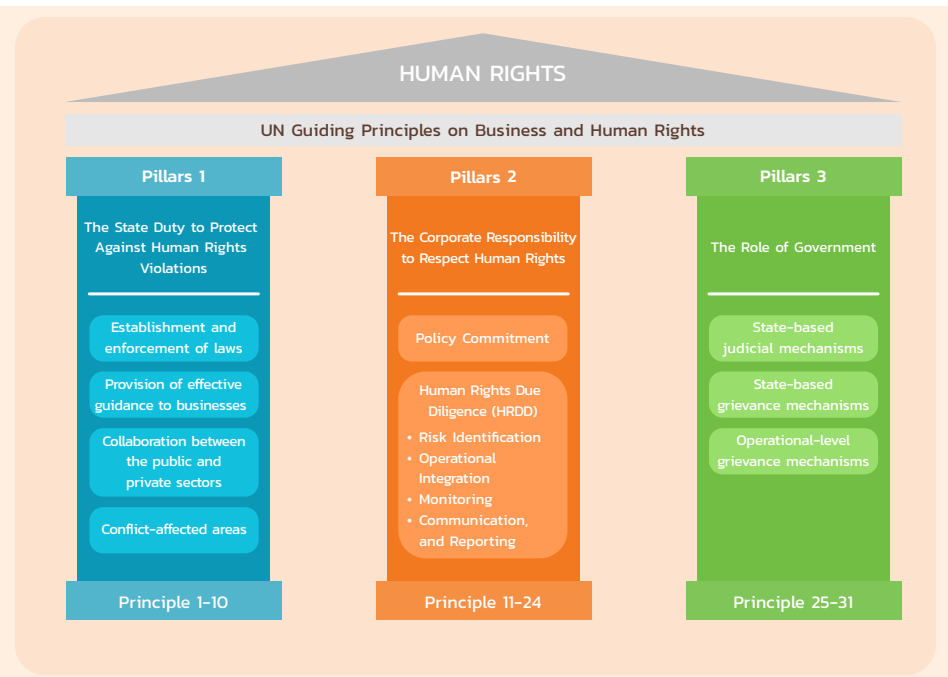 HUMAN RIGHTS
UN Guiding Principles on Business and Human Rights
Pillars 1
The State Duty to Protect
Against Human Rights
Violations
Establishment and
enforcement of laws
Provision of effective
guidance to businesses
Collaboration between
the public and
private sectors
Conflict-affected areas
Principle 1-10
Pillars 2
The Corporate Responsibility
to Respect Human Rights
Policy Commitment
Human Rights Due
Diligence (HRDD)
• Risk Identification
• Operational
Integration
• Monitoring
• Communication,
and Reporting
Principle 11-24
Pillars 3
The Role of Government
State-based
judicial mechanisms
State-based
grievance mechanisms
Operational-level
grievance mechanisms
Principle 25-31